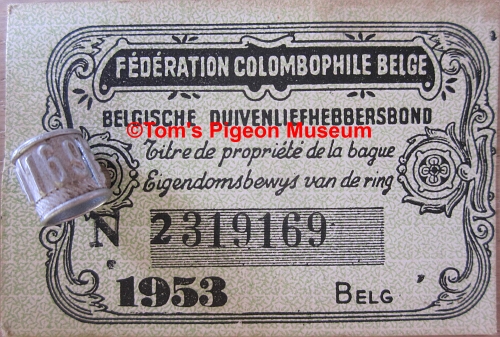 FÉDÉRATION COLOMBOPHILE BELGE
BELGISCHE DUIVENLIEFHEBBERSBOND
©Tom's Pigeon Museum
Titre de propriété de la bague
Eigendomsbewys van de ring
N 2319169
1953 BELG